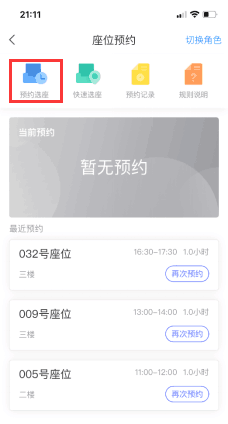 21:11
座位预约 切换角色
预约选座 快速选座 预约记录 规则说明
当前预约
暂无预约
最近预约
032号座位 16:30~17:30 1.0小时
三楼 再次预约
009号座位 13:00~14:00 1.0小时
三楼 再次预约
005号座位 11:00~12:00 1.0小时
二楼 再次预约